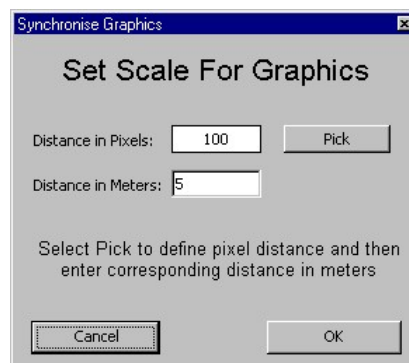 Synchronise Graphics
Set Scale For Graphics
Distance in Pixels: 100 Pick
Distance in Meters: 5
Select Pick to define pixel distance and then
enter corresponding distance in meters
Cancel OK